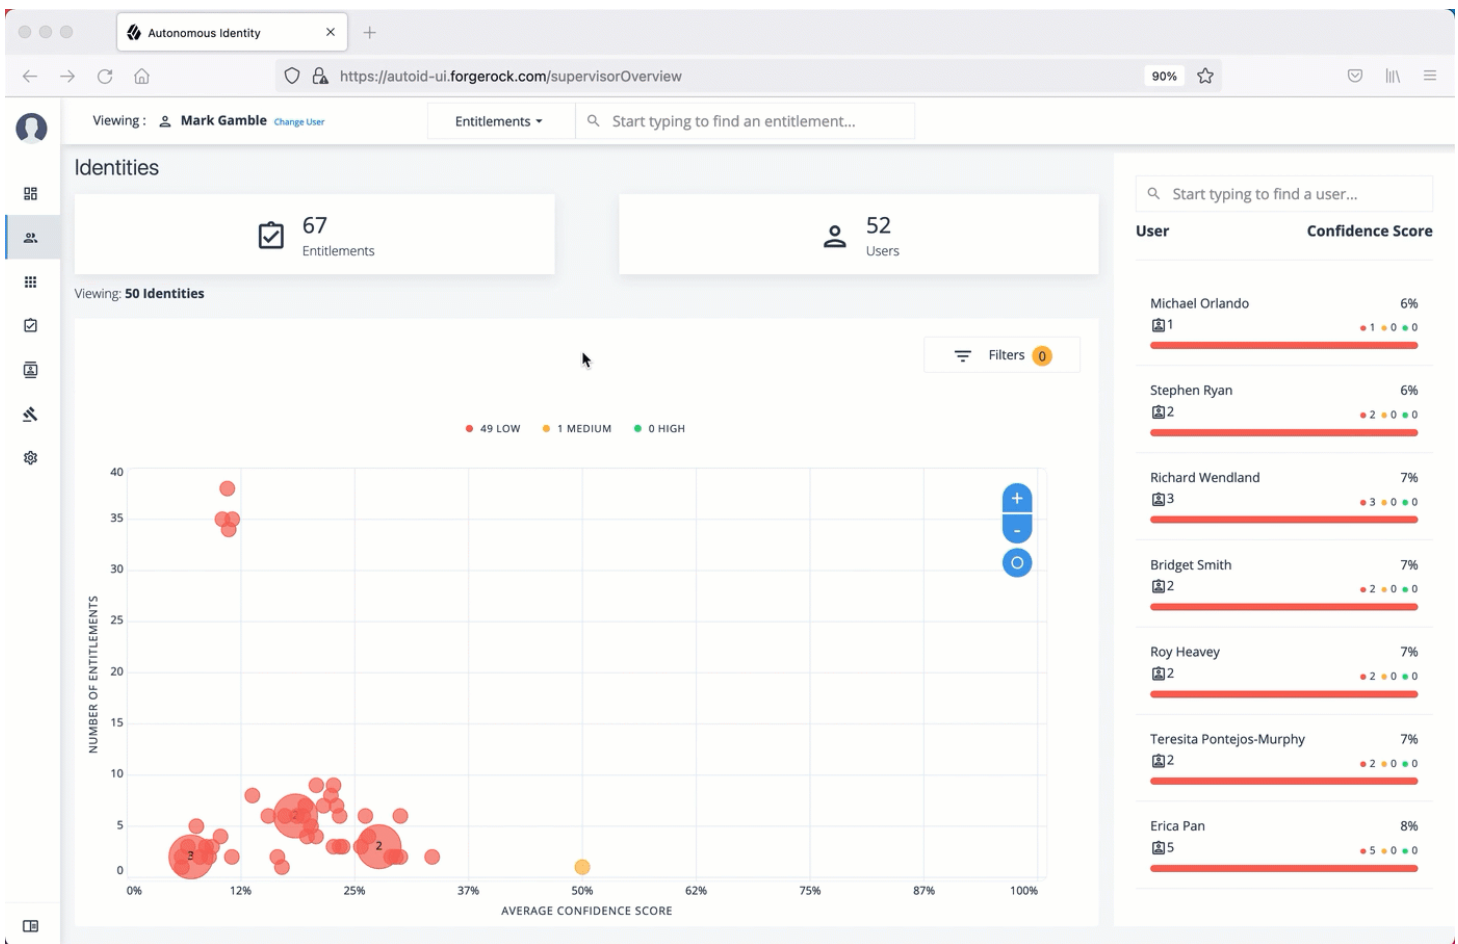 Autonomous Identity
https://autoid-ui.forgerock.com/supervisorOverview
90%
Viewing : Mark Gamble Change User
Entitlements
Start typing to find an entitlement...
Identities
67
Entitlements
52
Users
Viewing: 50 Identities
Filters 0
49 LOW 1 MEDIUM 0 HIGH
NUMBER OF ENTITLEMENTS
40
35
30
25
20
15
10
5
0
3
2
0% 12% 25% 37% 50% 62% 75% 87% 100%
AVERAGE CONFIDENCE SCORE
Start typing to find a user...
User Confidence Score
Michael Orlando 6%
1 1 0 0
Stephen Ryan 6%
2 2 0 0
Richard Wendland 7%
3 3 0 0
Bridget Smith 7%
2 2 0 0
Roy Heavey 7%
2 2 0 0
Teresita Pontejos-Murphy 7%
2 2 0 0
Erica Pan 8%
5 5 0 0